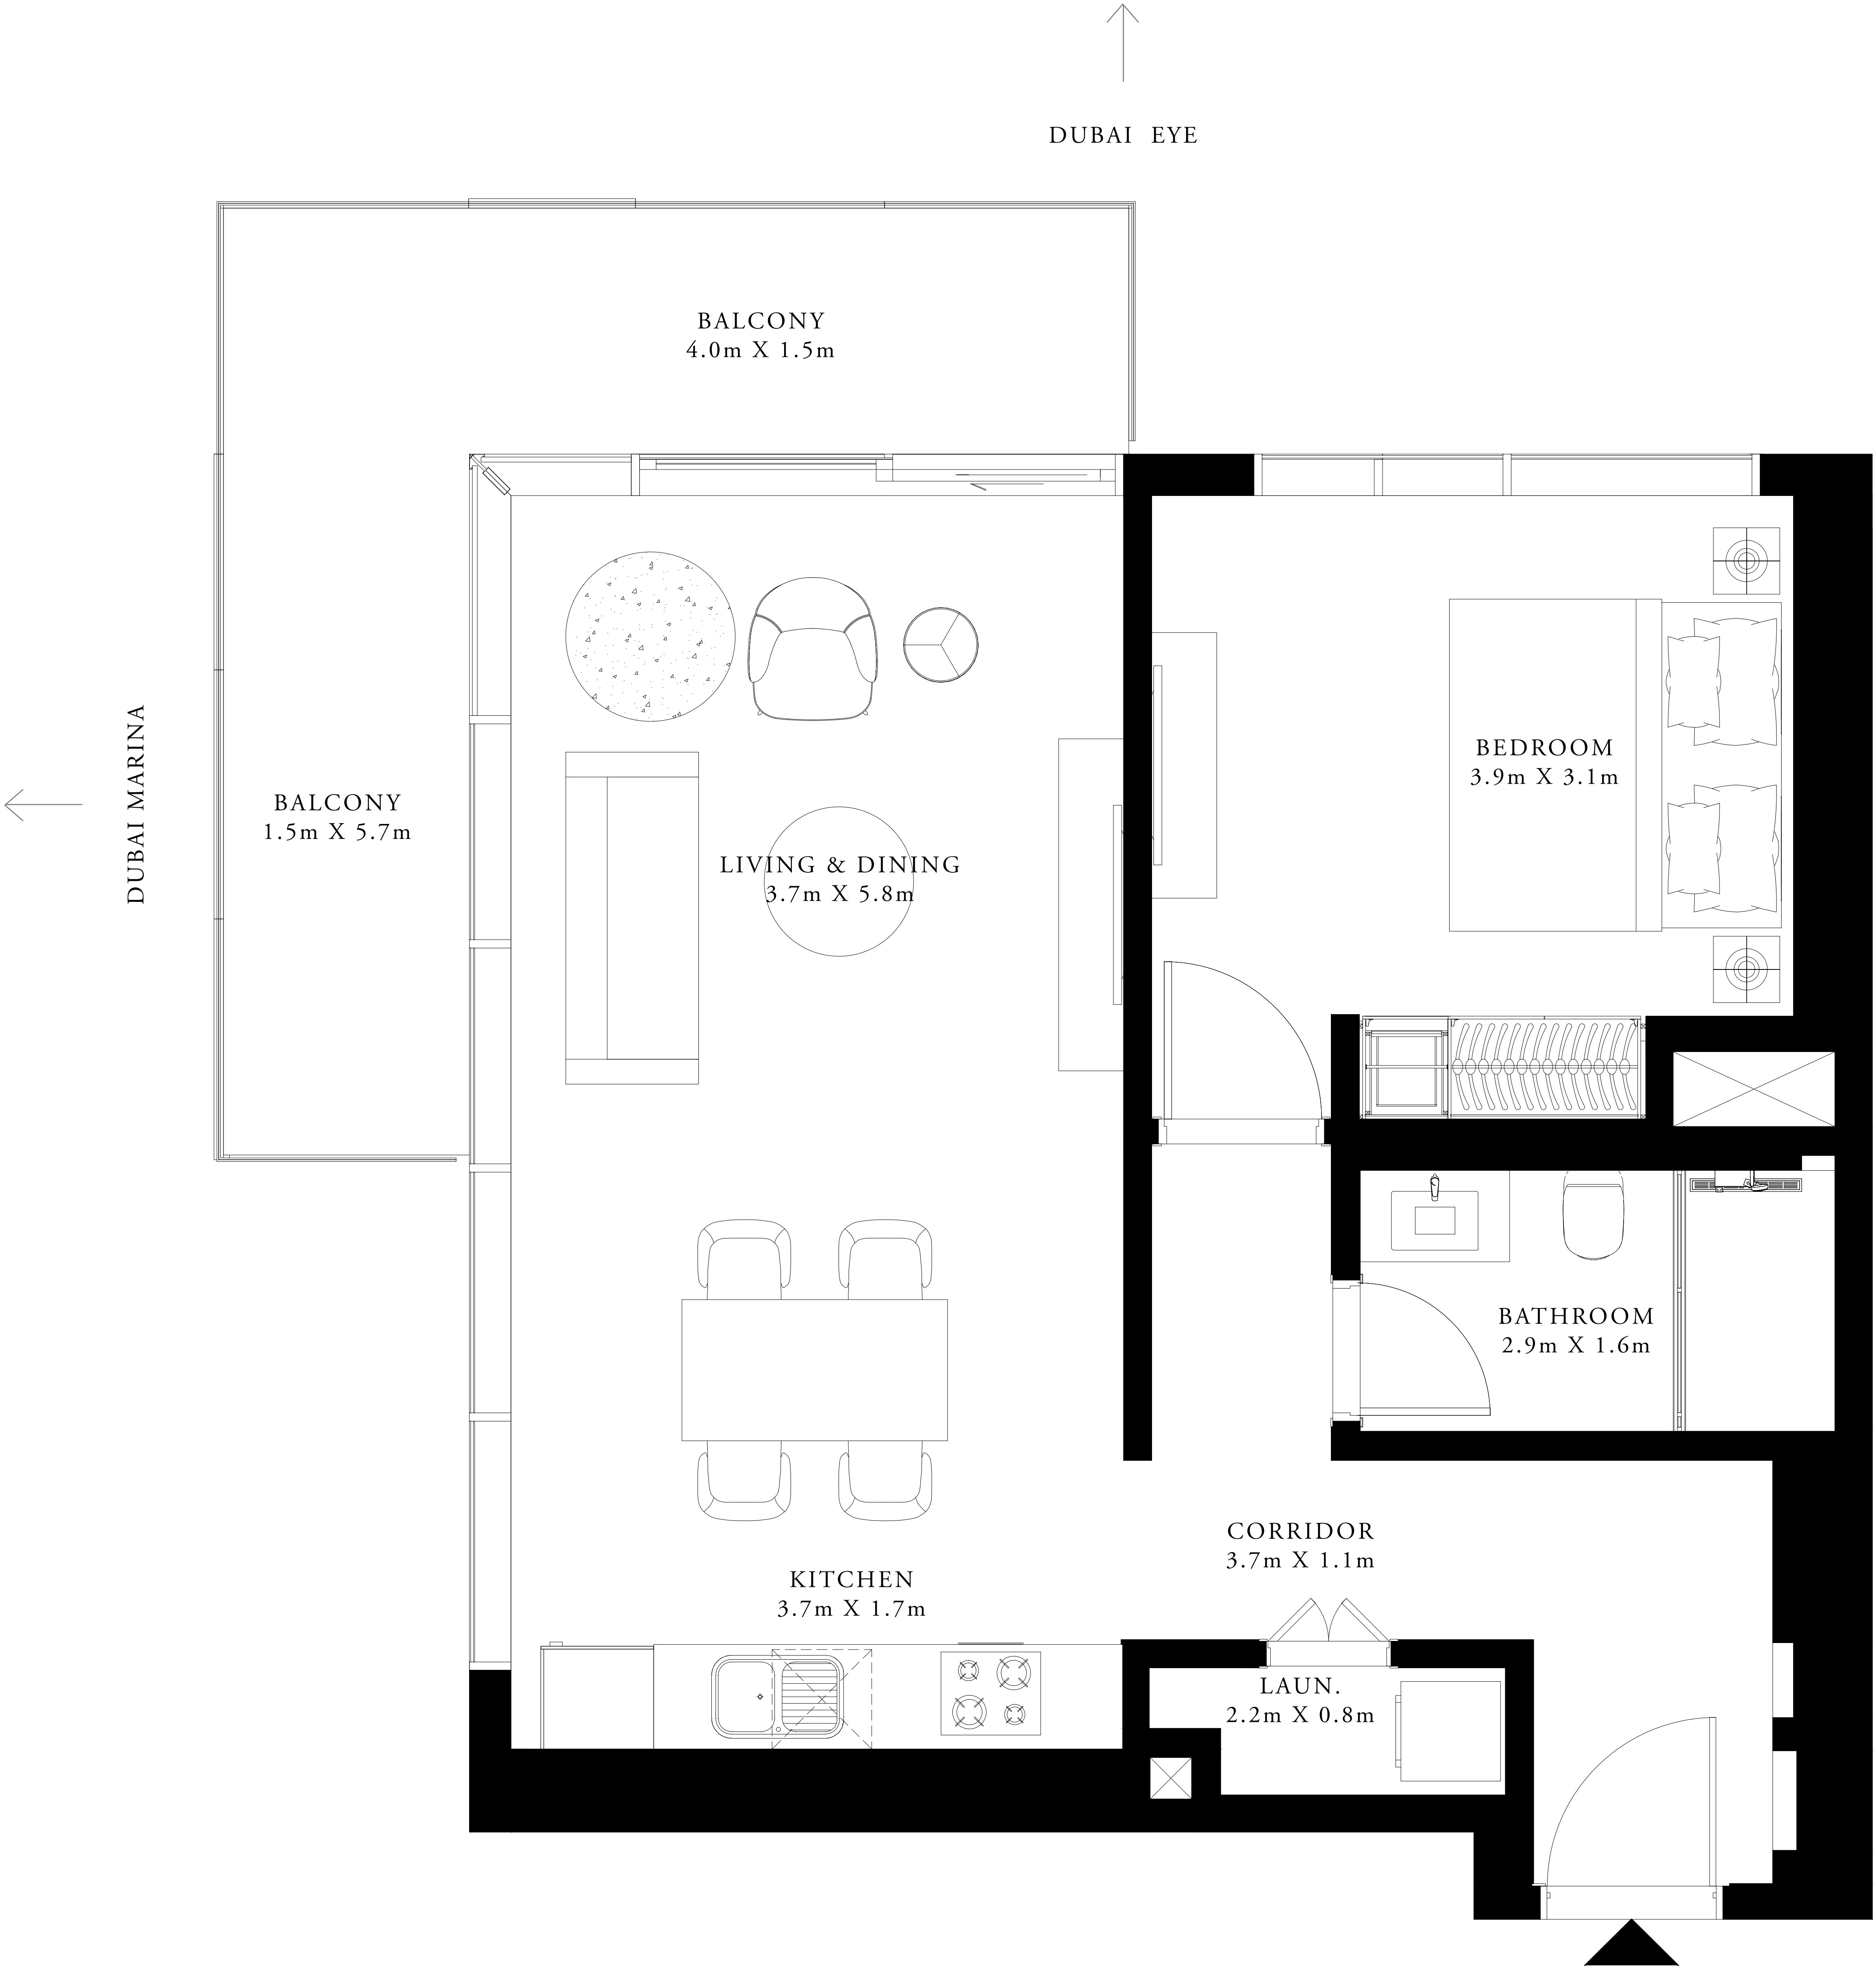 DUBAI EYE
BALCONY
4.0m X 1.5m
DUBAI MARINA
BALCONY
1.5m X 5.7m
BEDROOM
3.9m X 3.1m
LIVING & DINING
3.7m X 5.8m
BATHROOM
2.9m X 1.6m
CORRIDOR
3.7m X 1.1m
KITCHEN
3.7m X 1.7m
LAUN.
2.2m X 0.8m